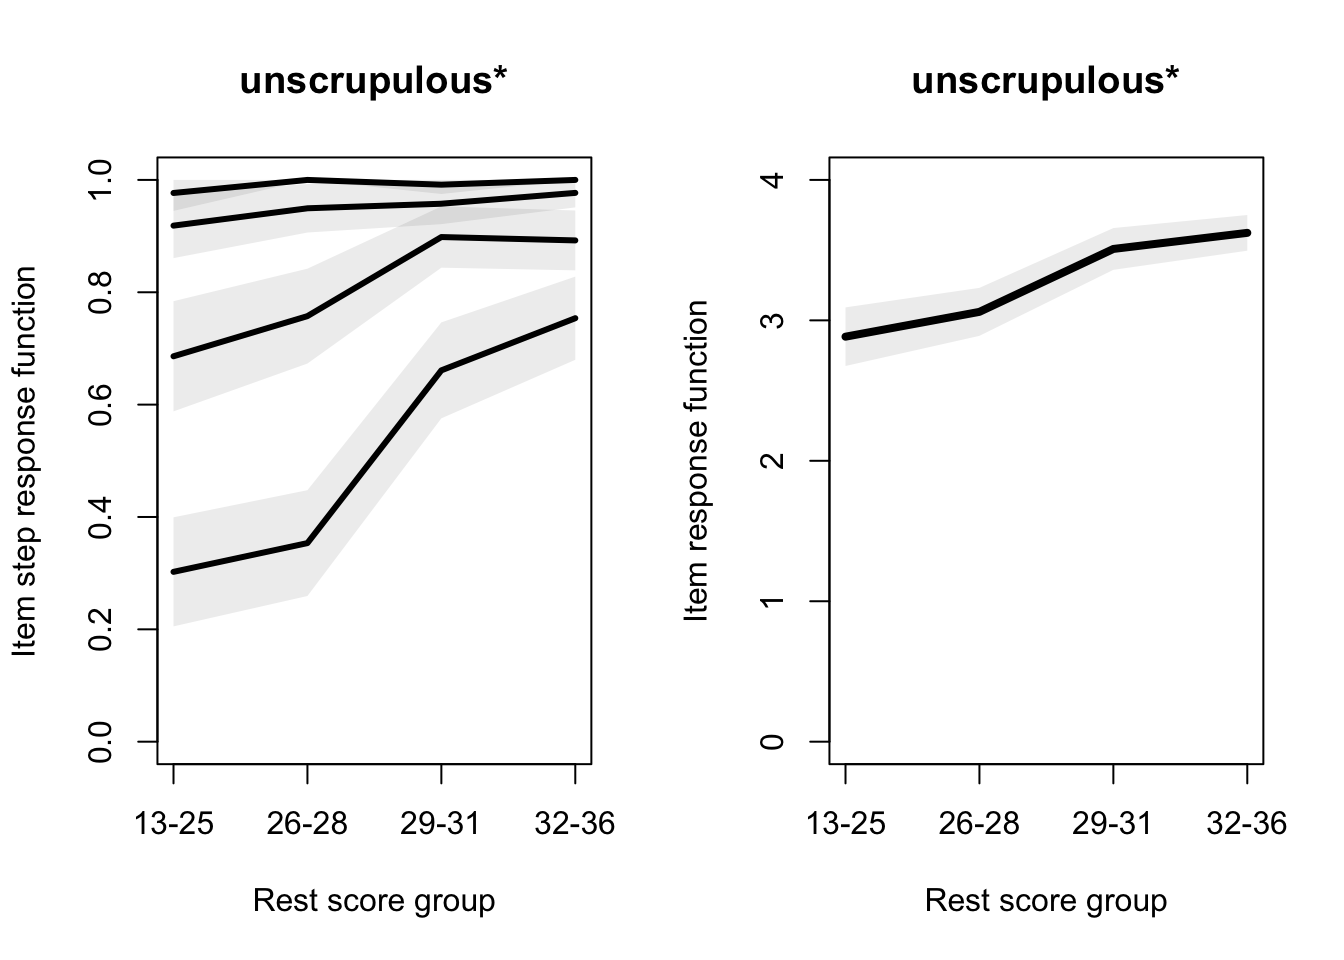 unscrupulous*
Item step response function
1.0
0.8
0.6
0.4
0.2
0.0
13-25 26-28 29-31 32-36
Rest score group
unscrupulous*
Item response function
4
3
2
1
0
13-25 26-28 29-31 32-36
Rest score group